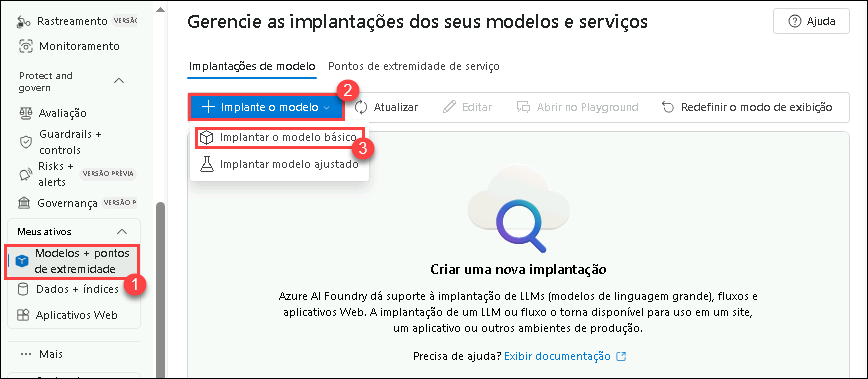 Rastreamento VERSÃO
Monitoramento
Protect and
govern
Avaliação
Guardrails +
controls
Risks +
alerts VERSÃO PRÉVIA
Governança VERSÃO P
Meus ativos
Modelos + pontos
de extremidade
1
Dados + índices
Aplicativos Web
Mais
Gerencie as implantações dos seus modelos e serviços
Ajuda
Implantações de modelo Pontos de extremidade de serviço
2
Implante o modelo Atualizar Editar Abrir no Playground Redefinir o modo de exibição
Implantar o modelo básico
3
Implantar modelo ajustado
Criar uma nova implantação
Azure AI Foundry dá suporte à implantação de LLMs (modelos de linguagem grande), fluxos e
aplicativos Web. A implantação de um LLM ou fluxo o torna disponível para uso em um site,
um aplicativo ou outros ambientes de produção.
Precisa de ajuda? Exibir documentação